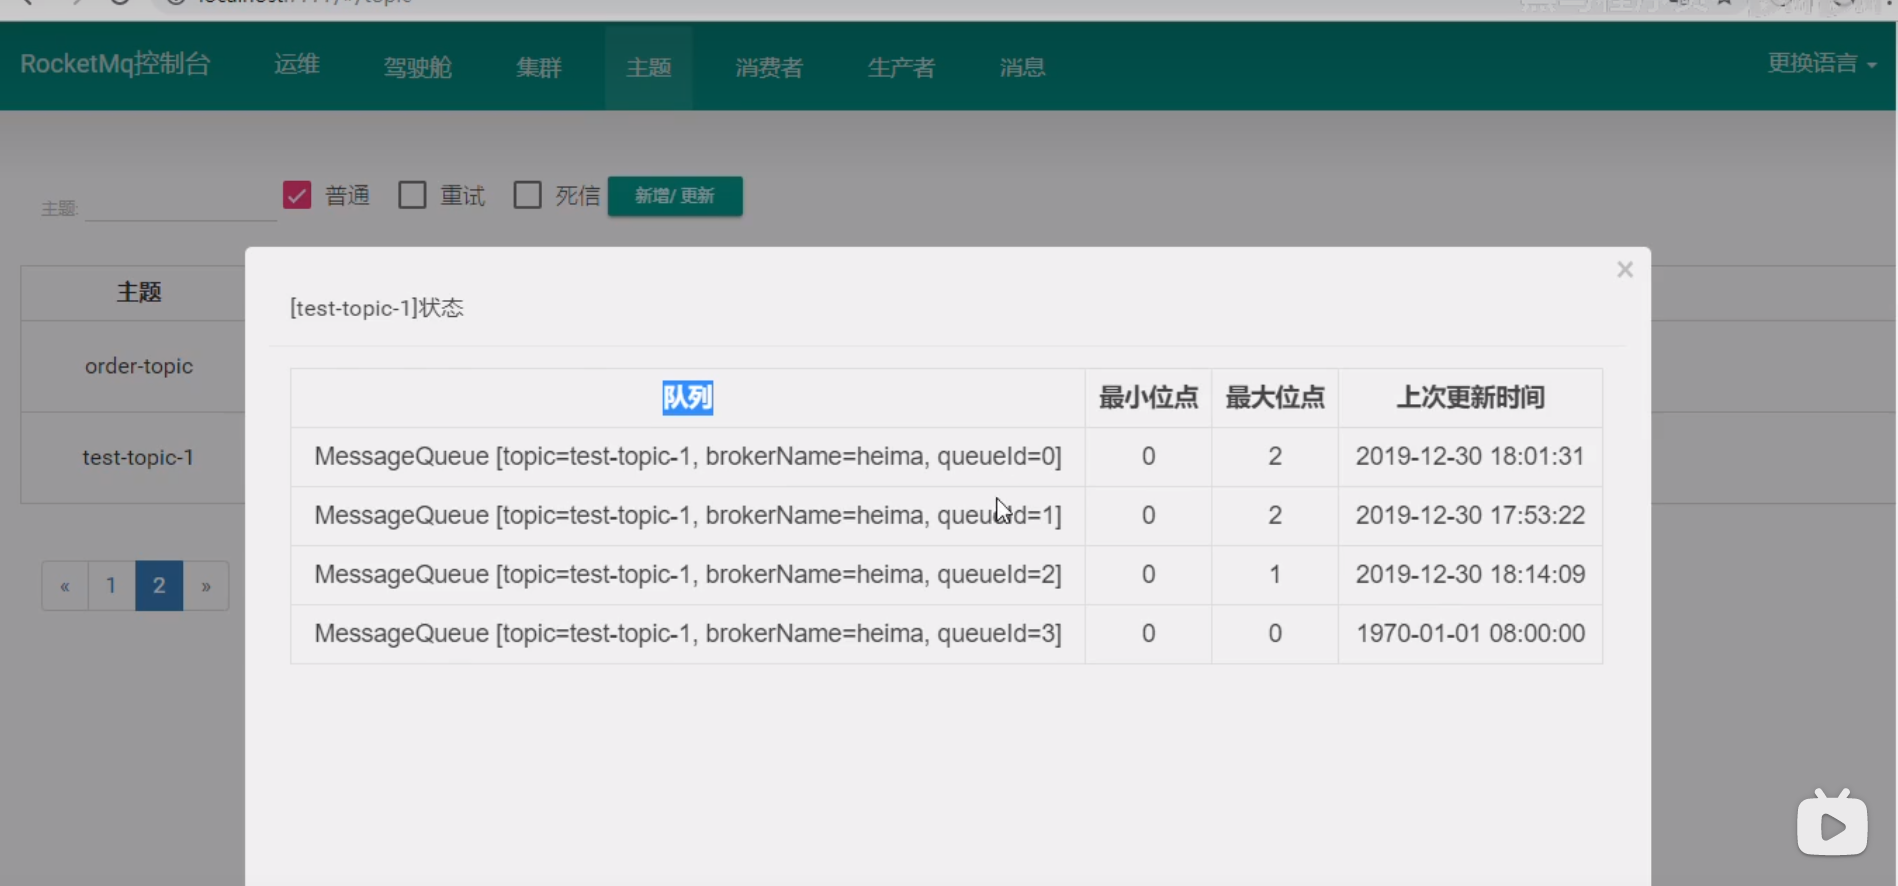 RocketMq控制台 运维 驾驶舱 集群 主题 消费者 生产者 消息 更换语言
主题: 普通 重试 死信 新增/ 更新
主题
order-topic
test-topic-1
« 1 2 »
×
[test-topic-1]状态
队列 最小位点 最大位点 上次更新时间
MessageQueue [topic=test-topic-1, brokerName=heima, queueId=0] 0 2 2019-12-30 18:01:31
MessageQueue [topic=test-topic-1, brokerName=heima, queueId=1] 0 2 2019-12-30 17:53:22
MessageQueue [topic=test-topic-1, brokerName=heima, queueId=2] 0 1 2019-12-30 18:14:09
MessageQueue [topic=test-topic-1, brokerName=heima, queueId=3] 0 0 1970-01-01 08:00:00